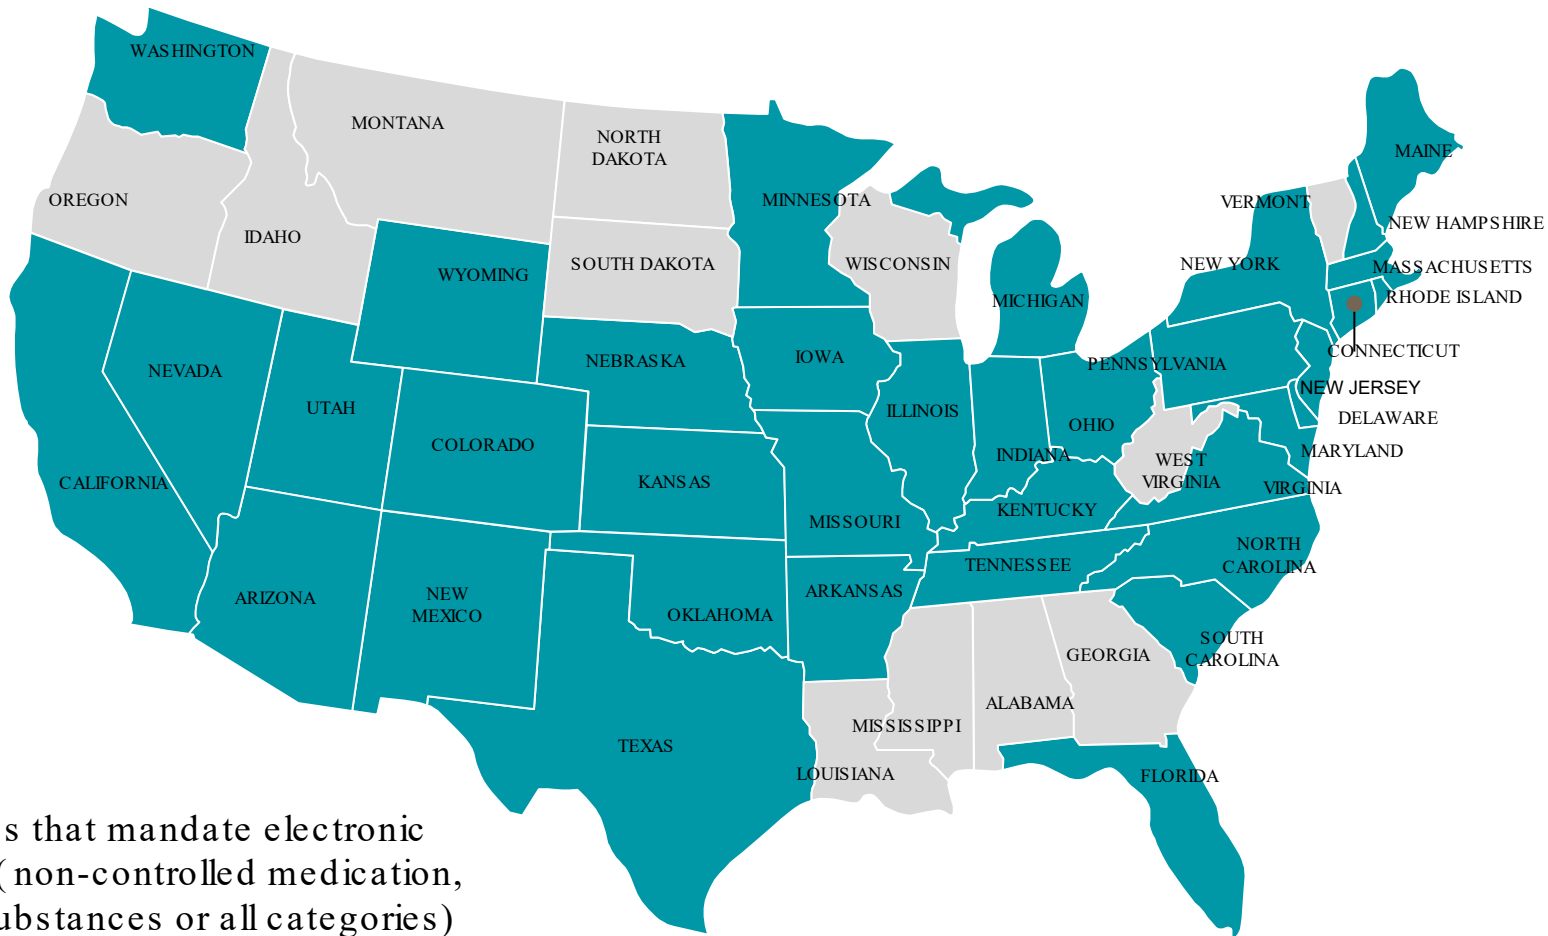 WASHINGTON
MONTANA
NORTH
DAKOTA
MAINE
OREGON
MINNESOTA
VERMONT
NEW HAMPSHIRE
IDAHO
WYOMING
SOUTH DAKOTA
WISCONSIN
NEW YORK
MASSACHUSETTS
MICHIGAN
RHODE ISLAND
NEVADA
NEBRASKA
IOWA
PENNSYLVANIA
CONNECTICUT
NEW JERSEY
UTAH
COLORADO
ILLINOIS
OHIO
DELAWARE
INDIANA
MARYLAND
CALIFORNIA
KANSAS
WEST
VIRGINIA
VIRGINIA
MISSOURI
KENTUCKY
NORTH
CAROLINA
TENNESSEE
ARIZONA
NEW
MEXICO
OKLAHOMA
ARKANSAS
SOUTH
CAROLINA
GEORGIA
ALABAMA
MISSISSIPPI
TEXAS
LOUISIANA
FLORIDA
s that mandate electronic
(non-controlled medication,
ubstances or all categories)